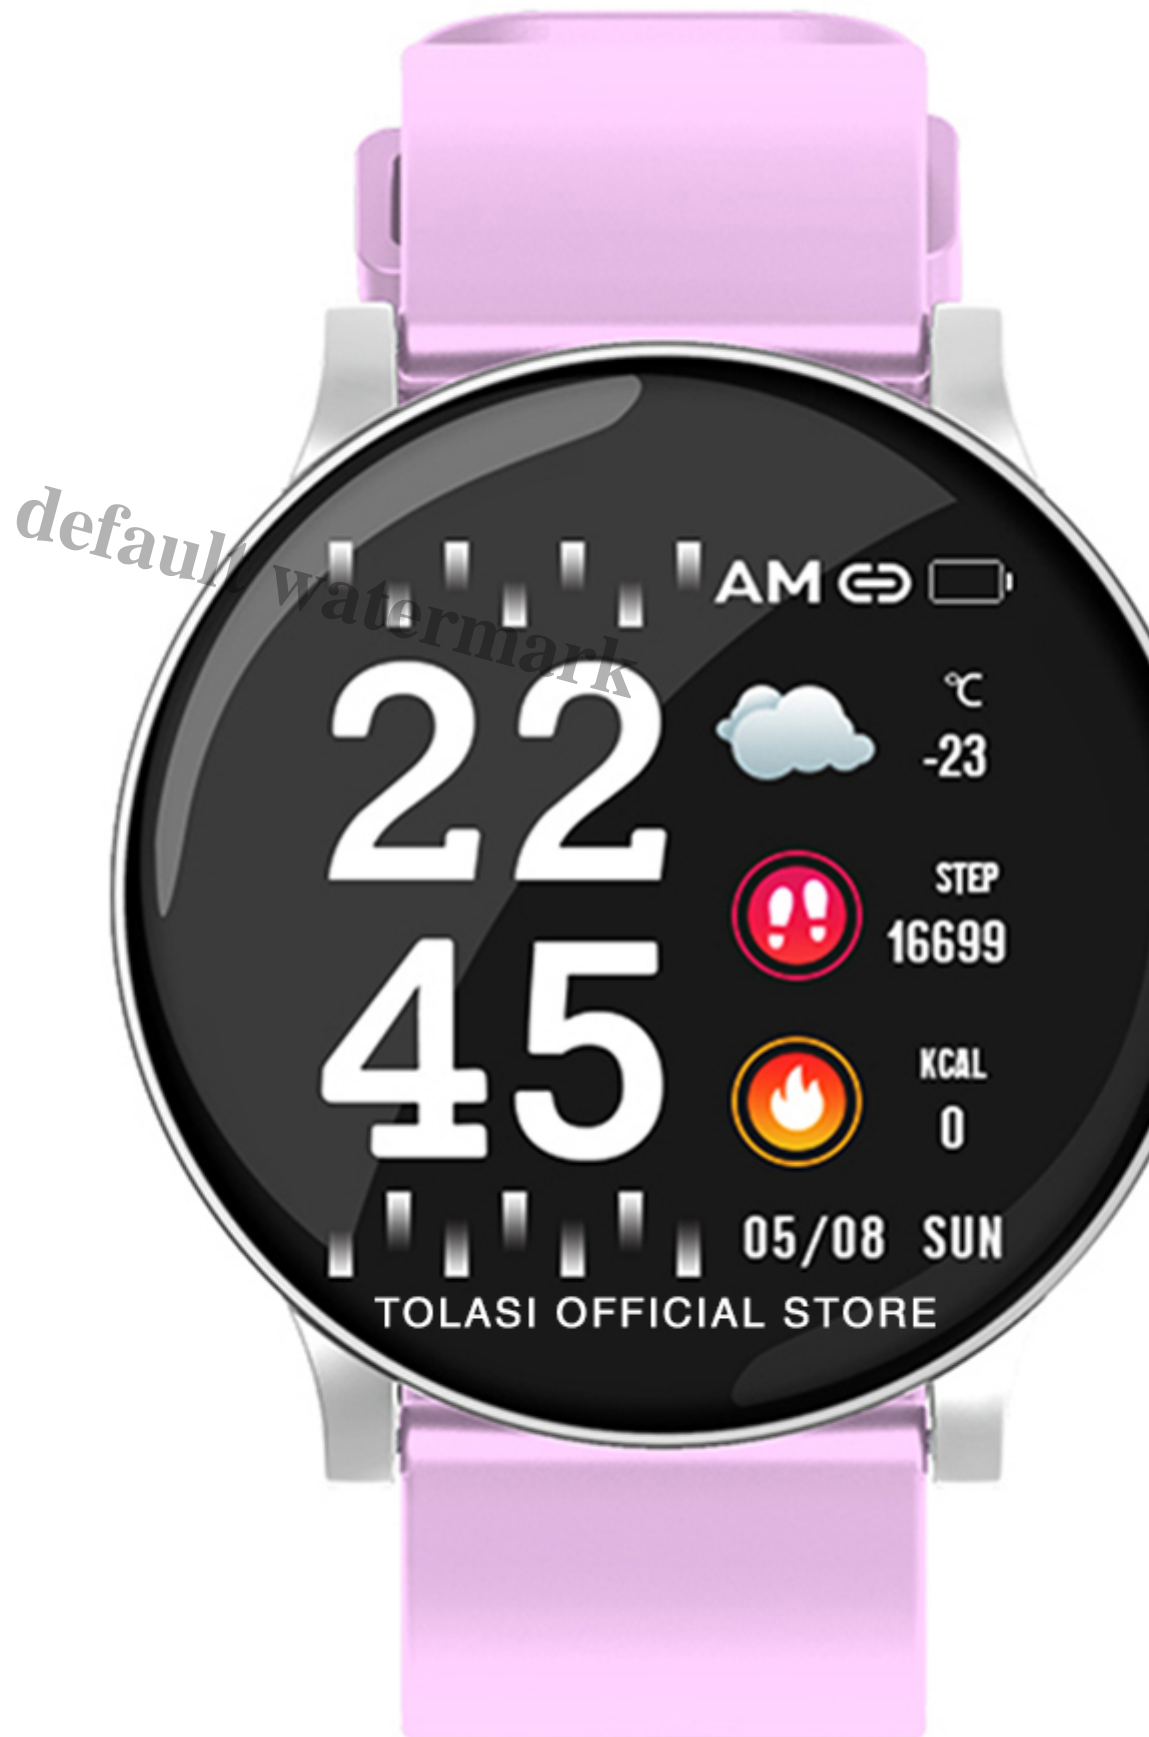 default watermark
AM
22
℃
-23
STEP
16699
45
KCAL
0
05/08 SUN
TOLASI OFFICIAL STORE